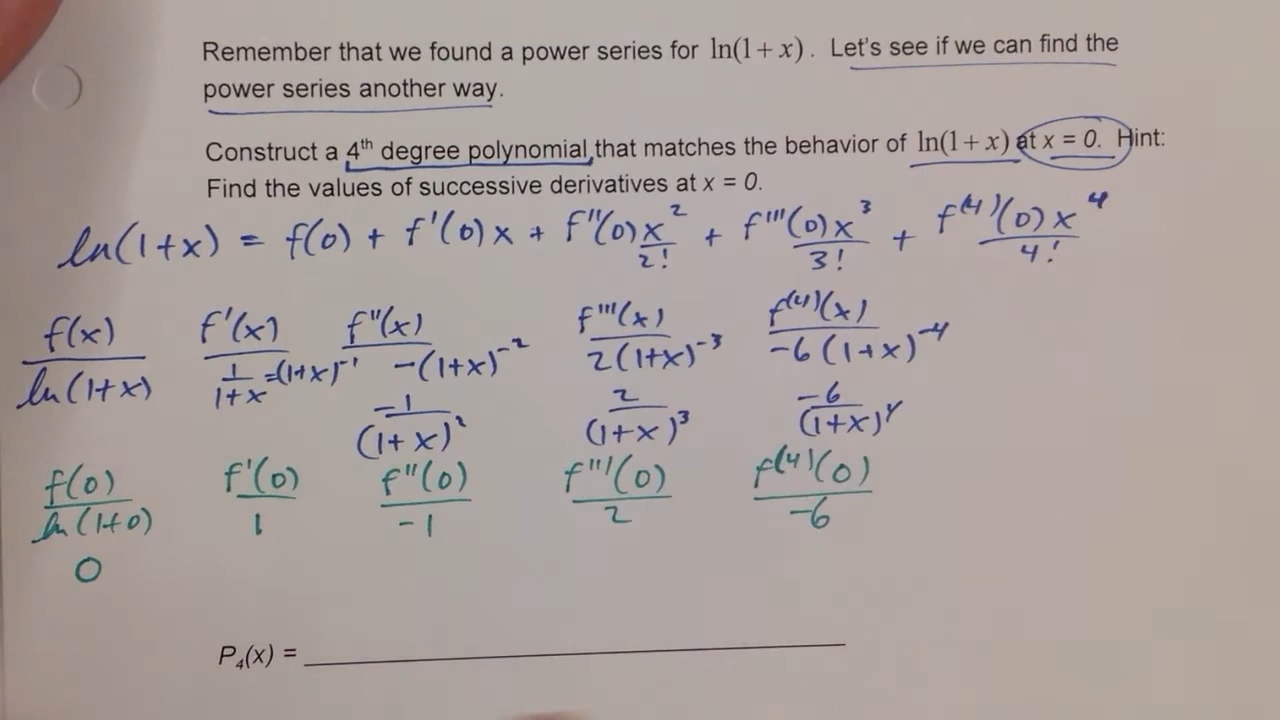 Remember that we found a power series for ln(1+x). Let's see if we can find the
power series another way.
Construct a 4th degree polynomial that matches the behavior of ln(1+x) at x = 0. Hint:
Find the values of successive derivatives at x = 0.
ln(1+x) = f(0) + f'(0)x + f''(0)x²/2! + f'''(0)x³/3! + f⁽⁴⁾(0)x⁴/4!
f(x) f'(x) f''(x) f'''(x) f⁽⁴⁾(x)
ln(1+x) 1/1+x =(1+x)⁻¹ -(1+x)⁻² 2(1+x)⁻³ -6(1+x)⁻⁴
-1/(1+x)² 2/(1+x)³ -6/(1+x)⁴
f(0) f'(0) f''(0) f'''(0) f⁽⁴⁾(0)
ln(1+0) 1 -1 2 -6
0
P₄(x) =